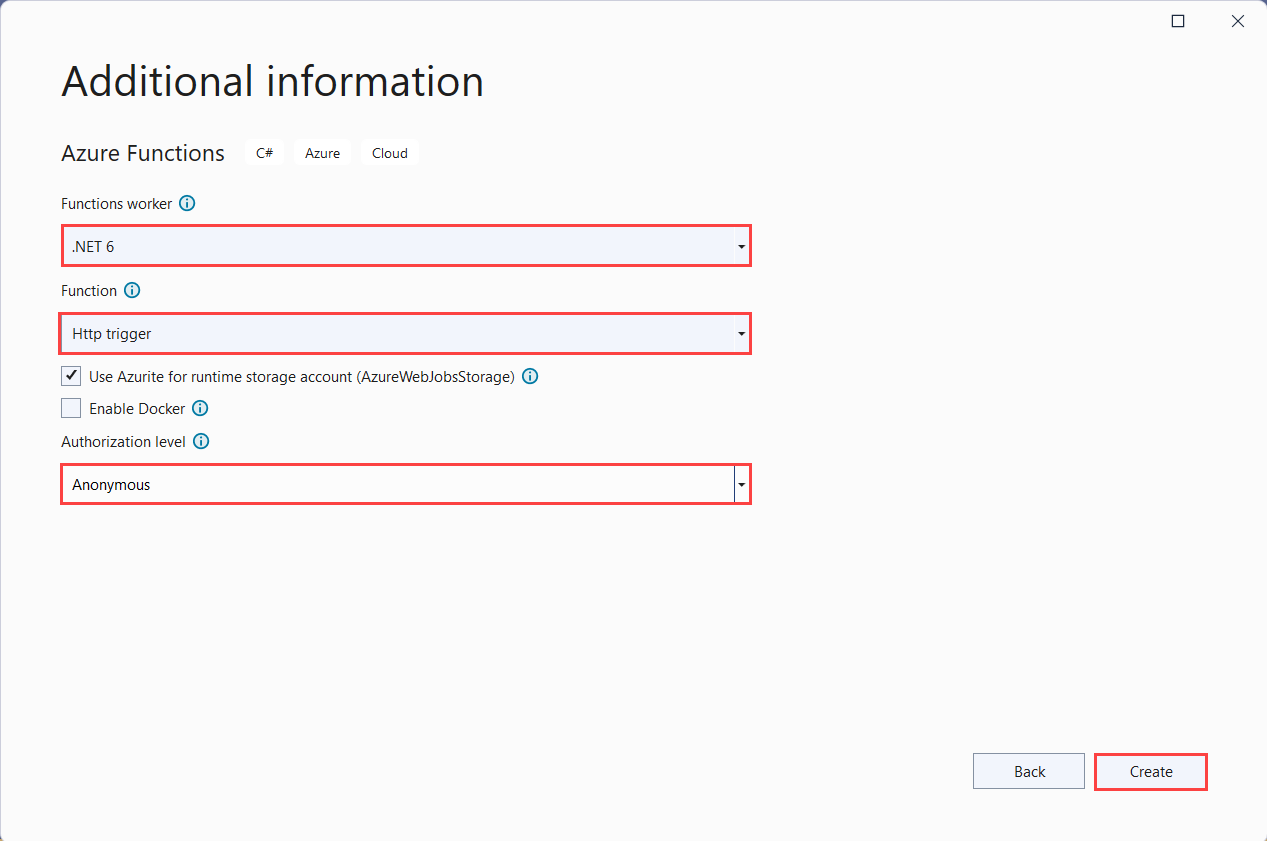 Additional information
Azure Functions C# Azure Cloud
Functions worker
.NET 6
Function
Http trigger
Use Azurite for runtime storage account (AzureWebJobsStorage)
Enable Docker
Authorization level
Anonymous
Back Create